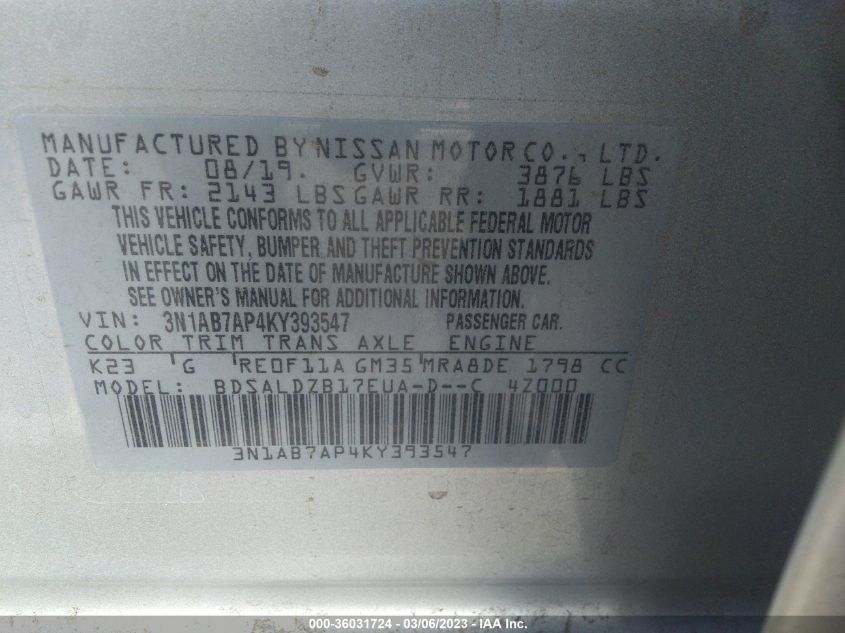 MANUFACTURED BY NISSAN MOTOR CO., LTD.
DATE: 08/19. GVWR: 3876 LBS
GAWR FR: 2143 LBS GAWR RR: 1881 LBS
THIS VEHICLE CONFORMS TO ALL APPLICABLE FEDERAL MOTOR
VEHICLE SAFETY, BUMPER AND THEFT PREVENTION STANDARDS
IN EFFECT ON THE DATE OF MANUFACTURE SHOWN ABOVE.
SEE OWNER'S MANUAL FOR ADDITIONAL INFORMATION.
VIN: 3N1AB7AP4KY393547 PASSENGER CAR.
COLOR TRIM TRANS AXLE ENGINE
K23 G RE0F11A GM35 MRA8DE 1798 CC
MODEL: BDSALDZB17EUA-D--C 4Z000
3N1AB7AP4KY393547
000-36031724 — 03/06/2023 — IAA Inc.